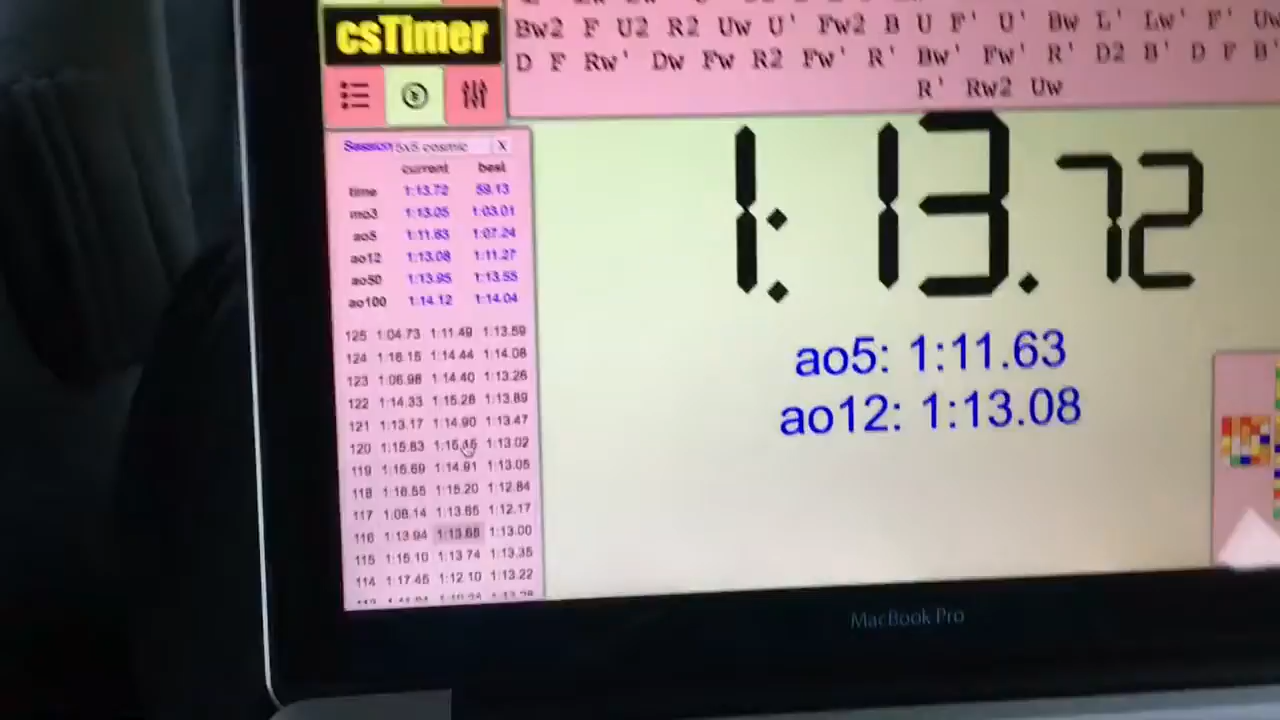 csTimer
Bw2 F U2 R2 Uw U' Fw2 B U F' U' Bw L' Lw' F' Uw
D F Rw' Dw Fw R2 Fw' R' Bw' Fw' R' D2 B' D F B'
R' Rw2 Uw
Session 5x5 cosmic X
current best
time 1:13.72 59.13
mo3 1:13.05 1:03.01
ao5 1:11.63 1:07.24
ao12 1:13.08 1:11.27
ao50 1:13.95 1:13.55
ao100 1:14.12 1:14.04
125 1:04.73 1:11.49 1:13.59
124 1:16.15 1:14.44 1:14.08
123 1:06.98 1:14.40 1:13.26
122 1:14.33 1:15.28 1:13.89
121 1:13.17 1:14.90 1:13.47
120 1:15.83 1:13.02
119 1:15.69 1:14.91 1:13.05
118 1:16.55 1:15.20 1:12.84
117 1:08.14 1:13.65 1:12.17
116 1:13.94 1:13.68 1:13.00
115 1:15.10 1:13.74 1:13.35
114 1:17.45 1:12.10 1:13.22
1:13.72
ao5: 1:11.63
ao12: 1:13.08
MacBook Pro